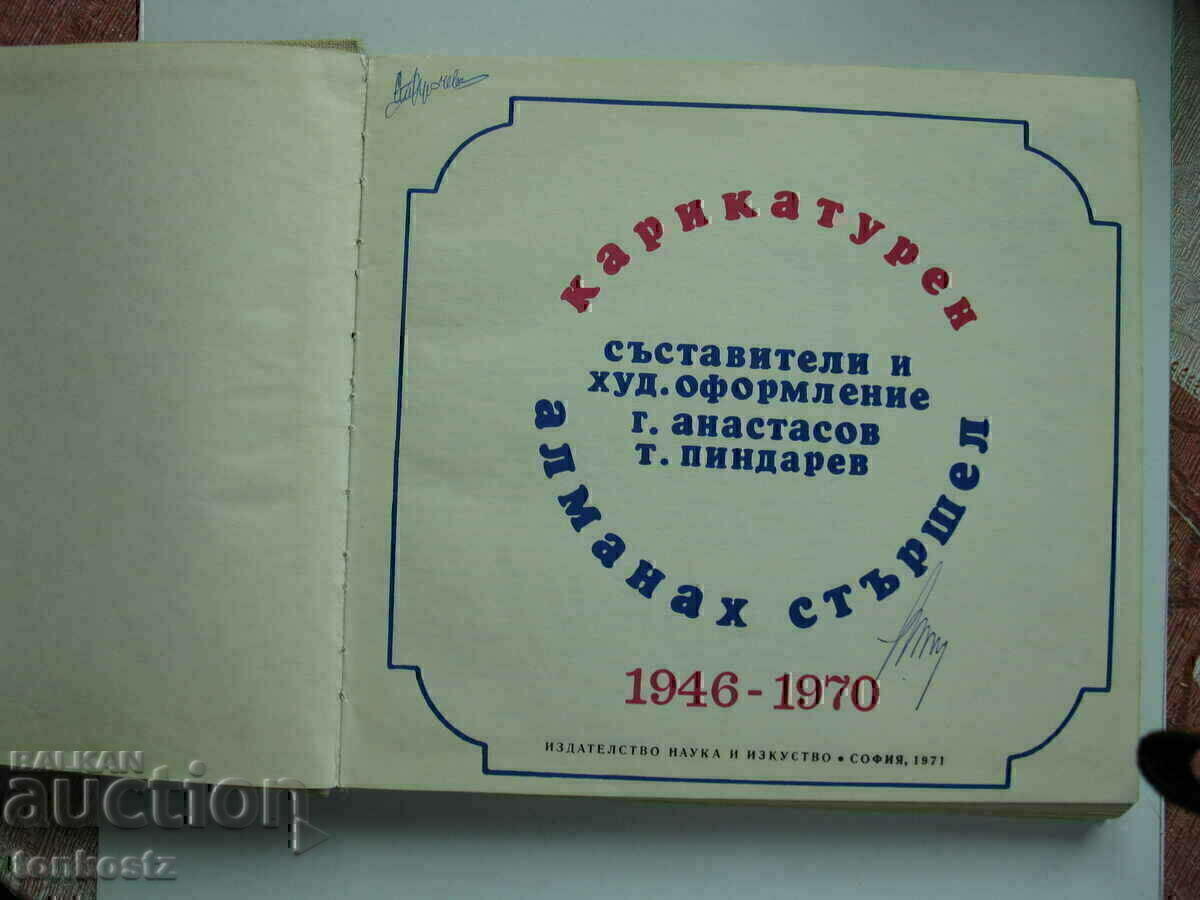 карикатурен
съставители и
худ. оформление
г. анастасов
т. пиндарев
алманах стършел
1946 - 1970
ИЗДАТЕЛСТВО НАУКА И ИЗКУСТВО • СОФИЯ, 1971
BALKAN
auction
tonkostz